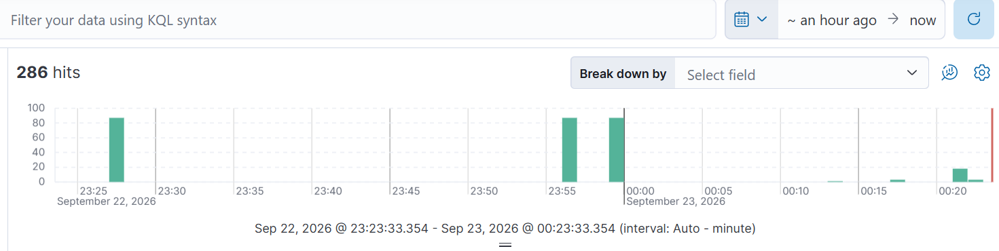 Filter your data using KQL syntax
~ an hour ago → now
286 hits
Break down by Select field
100
80
60
40
20
0
23:25 23:30 23:35 23:40 23:45 23:50 23:55 00:00 00:05 00:10 00:15 00:20
September 22, 2026 September 23, 2026
Sep 22, 2026 @ 23:23:33.354 - Sep 23, 2026 @ 00:23:33.354 (interval: Auto - minute)